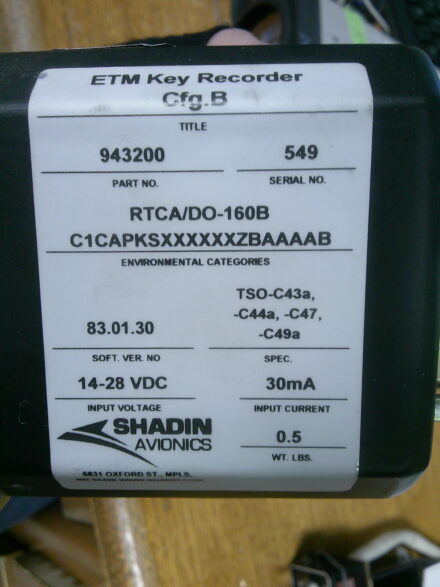 ETM Key Recorder
Cfg.B
TITLE
943200
PART NO.
549
SERIAL NO.
RTCA/DO-160B
C1CAPKSXXXXXXZBAAAAB
ENVIRONMENTAL CATEGORIES
83.01.30
SOFT. VER. NO
TSO-C43a,
-C44a, -C47,
-C49a
SPEC.
14-28 VDC
INPUT VOLTAGE
30mA
INPUT CURRENT
SHADIN
AVIONICS
0.5
WT. LBS.
6831 OXFORD ST., MPLS.